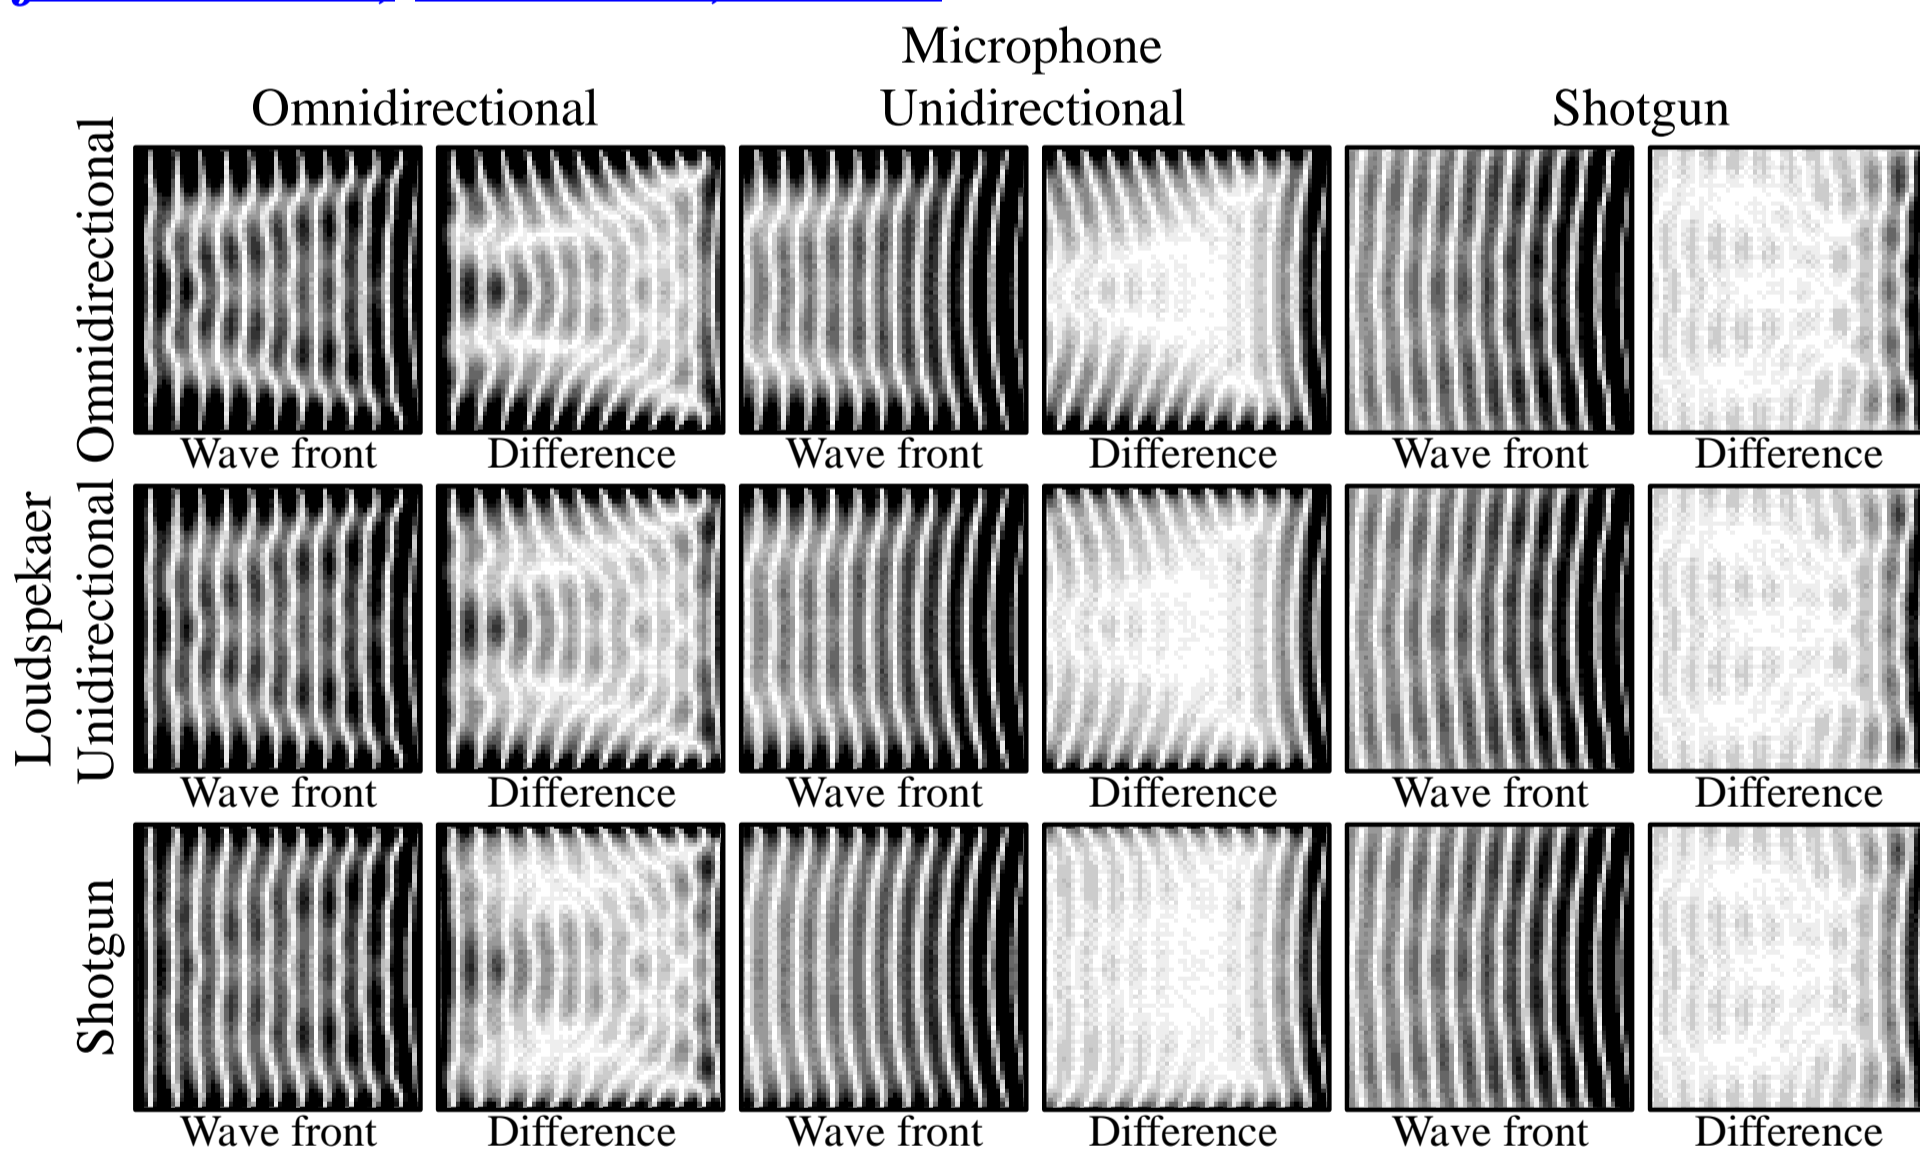 Microphone
Omnidirectional Unidirectional Shotgun
Loudspekaer
Omnidirectional
Wave front Difference Wave front Difference Wave front Difference
Unidirectional
Wave front Difference Wave front Difference Wave front Difference
Shotgun
Wave front Difference Wave front Difference Wave front Difference